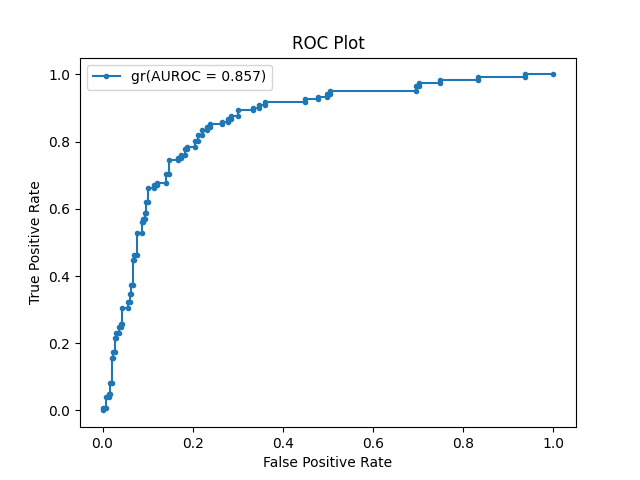 ROC Plot
gr(AUROC = 0.857)
1.0
0.8
0.6
0.4
0.2
0.0
True Positive Rate
0.0 0.2 0.4 0.6 0.8 1.0
False Positive Rate